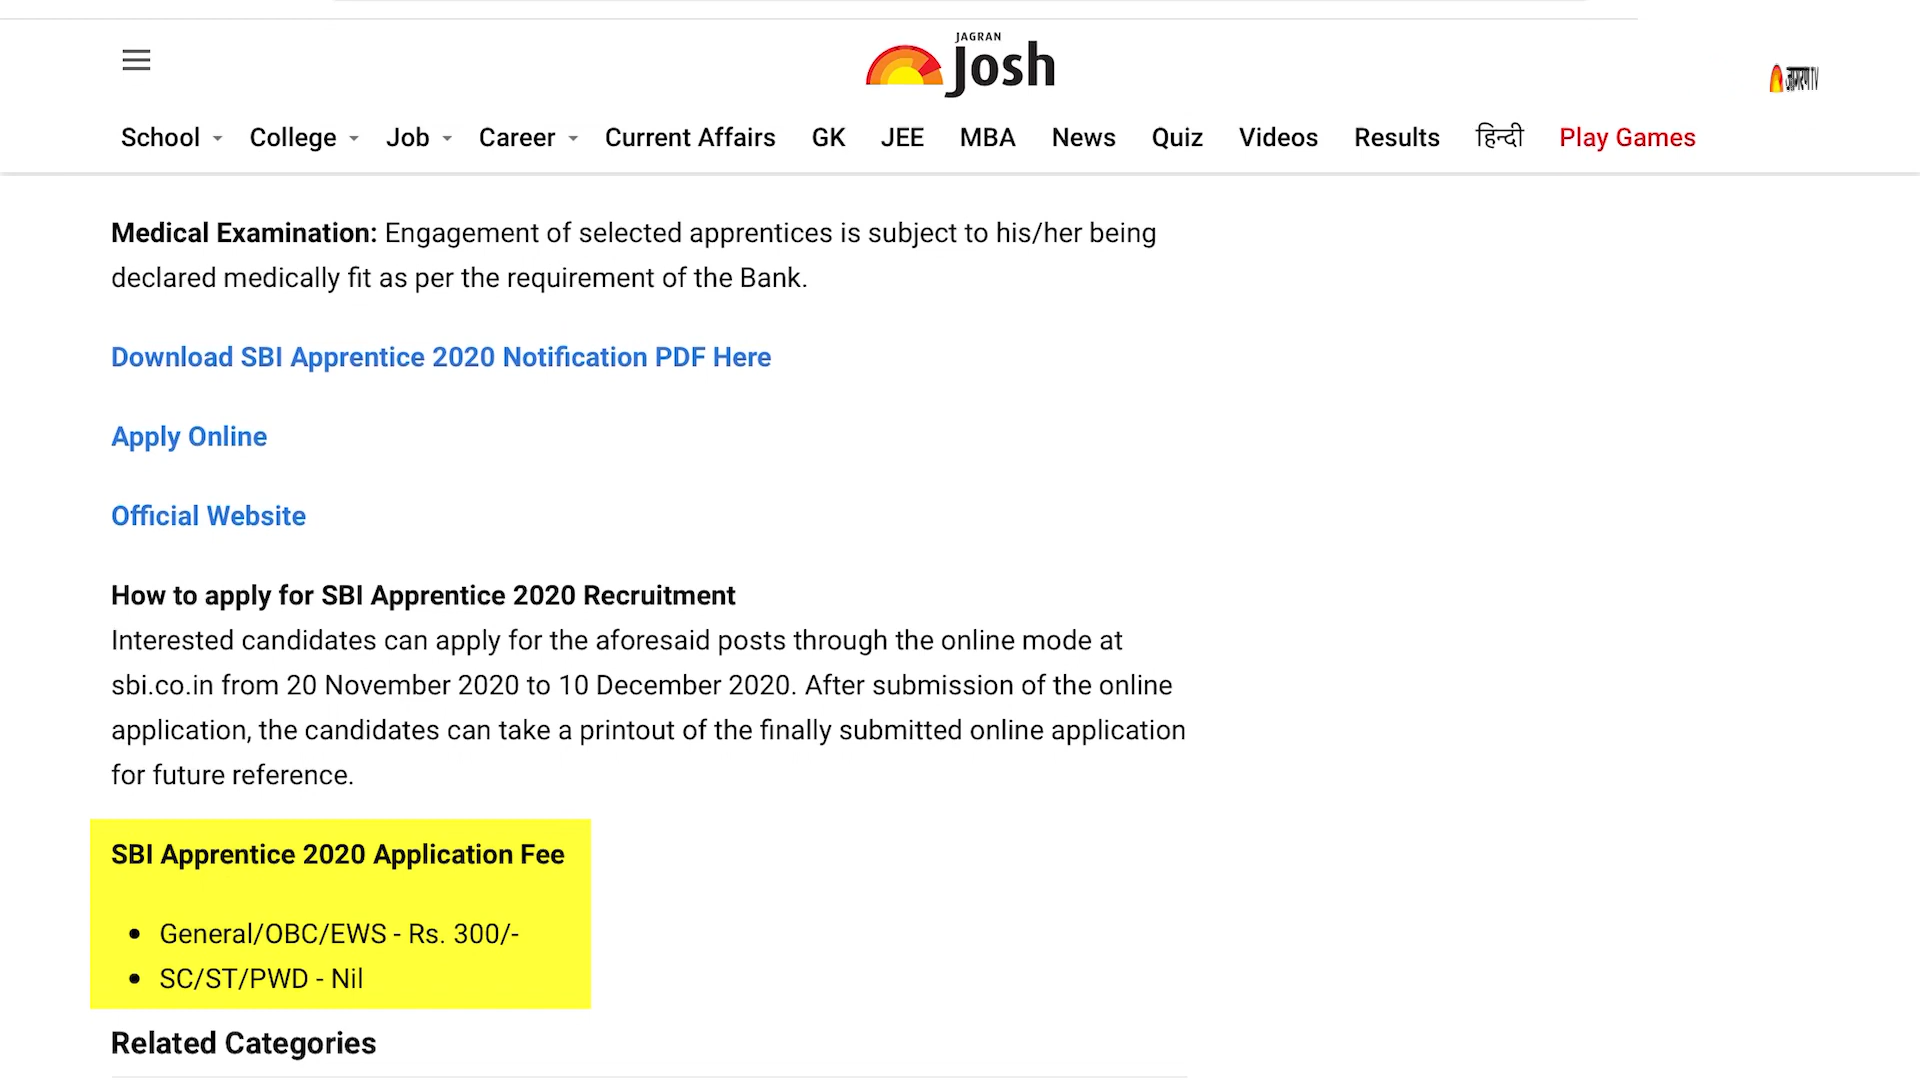 JAGRAN
Josh
जागरण TV
School College Job Career Current Affairs GK JEE MBA News Quiz Videos Results हिन्दी Play Games
Medical Examination: Engagement of selected apprentices is subject to his/her being
declared medically fit as per the requirement of the Bank.
Download SBI Apprentice 2020 Notification PDF Here
Apply Online
Official Website
How to apply for SBI Apprentice 2020 Recruitment
Interested candidates can apply for the aforesaid posts through the online mode at
sbi.co.in from 20 November 2020 to 10 December 2020. After submission of the online
application, the candidates can take a printout of the finally submitted online application
for future reference.
SBI Apprentice 2020 Application Fee
• General/OBC/EWS - Rs. 300/-
• SC/ST/PWD - Nil
Related Categories